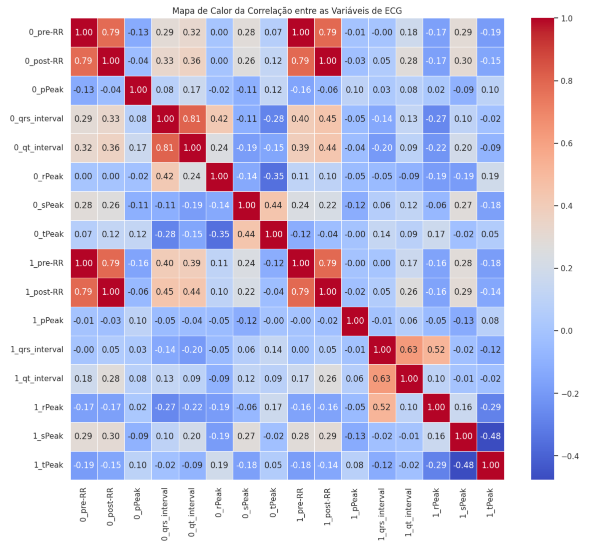 Mapa de Calor da Correlação entre as Variáveis de ECG
0_pre-RR 1.00 0.79 -0.13 0.29 0.32 0.00 0.28 0.07 1.00 0.79 -0.01 -0.00 0.18 -0.17 0.29 -0.19
0_post-RR 0.79 1.00 -0.04 0.33 0.36 0.00 0.26 0.12 0.79 1.00 -0.03 0.05 0.28 -0.17 0.30 -0.15
0_pPeak -0.13 -0.04 1.00 0.08 0.17 -0.02 -0.11 0.12 -0.16 -0.06 0.10 0.03 0.08 0.02 -0.09 0.10
0_qrs_interval 0.29 0.33 0.08 1.00 0.81 0.42 -0.11 -0.28 0.40 0.45 -0.05 -0.14 0.13 -0.27 0.10 -0.02
0_qt_interval 0.32 0.36 0.17 0.81 1.00 0.24 -0.19 -0.15 0.39 0.44 -0.04 -0.20 0.09 -0.22 0.20 -0.09
0_rPeak 0.00 0.00 -0.02 0.42 0.24 1.00 -0.14 -0.35 0.11 0.10 -0.05 -0.05 -0.09 -0.19 -0.19 0.19
0_sPeak 0.28 0.26 -0.11 -0.11 -0.19 -0.14 1.00 0.44 0.24 0.22 -0.12 0.06 0.12 -0.06 0.27 -0.18
0_tPeak 0.07 0.12 0.12 -0.28 -0.15 -0.35 0.44 1.00 -0.12 -0.04 -0.00 0.14 0.09 0.17 -0.02 0.05
1_pre-RR 1.00 0.79 -0.16 0.40 0.39 0.11 0.24 -0.12 1.00 0.79 -0.00 0.00 0.17 -0.16 0.28 -0.18
1_post-RR 0.79 1.00 -0.06 0.45 0.44 0.10 0.22 -0.04 0.79 1.00 -0.02 0.05 0.26 -0.16 0.29 -0.14
1_pPeak -0.01 -0.03 0.10 -0.05 -0.04 -0.05 -0.12 -0.00 -0.00 -0.02 1.00 -0.01 0.06 -0.05 -0.13 0.08
1_qrs_interval -0.00 0.05 0.03 -0.14 -0.20 -0.05 0.06 0.14 0.00 0.05 -0.01 1.00 0.63 0.52 -0.02 -0.12
1_qt_interval 0.18 0.28 0.08 0.13 0.09 -0.09 0.12 0.09 0.17 0.26 0.06 0.63 1.00 0.10 -0.01 -0.02
1_rPeak -0.17 -0.17 0.02 -0.27 -0.22 -0.19 -0.06 0.17 -0.16 -0.16 -0.05 0.52 0.10 1.00 0.16 -0.29
1_sPeak 0.29 0.30 -0.09 0.10 0.20 -0.19 0.27 -0.02 0.28 0.29 -0.13 -0.02 -0.01 0.16 1.00 -0.48
1_tPeak -0.19 -0.15 0.10 -0.02 -0.09 0.19 -0.18 0.05 -0.18 -0.14 0.08 -0.12 -0.02 -0.29 -0.48 1.00
0_pre-RR
0_post-RR
0_pPeak
0_qrs_interval
0_qt_interval
0_rPeak
0_sPeak
0_tPeak
1_pre-RR
1_post-RR
1_pPeak
1_qrs_interval
1_qt_interval
1_rPeak
1_sPeak
1_tPeak
1.0
0.8
0.6
0.4
0.2
0.0
−0.2
−0.4